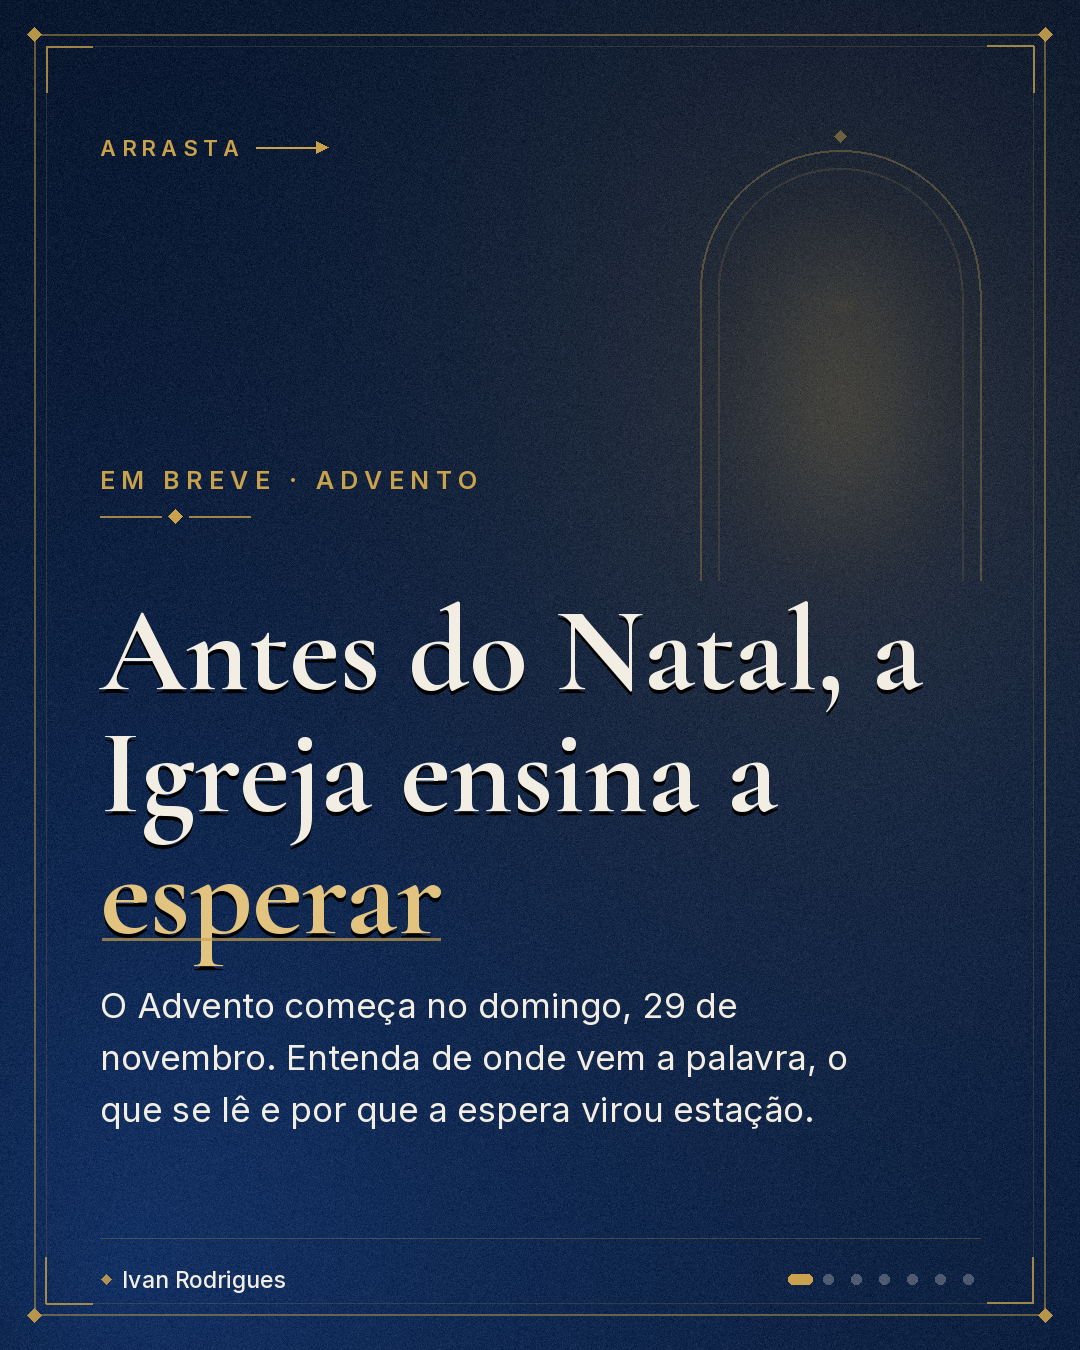 ARRASTA
EM BREVE · ADVENTO
Antes do Natal, a
Igreja ensina a
esperar
O Advento começa no domingo, 29 de
novembro. Entenda de onde vem a palavra, o
que se lê e por que a espera virou estação.
Ivan Rodrigues